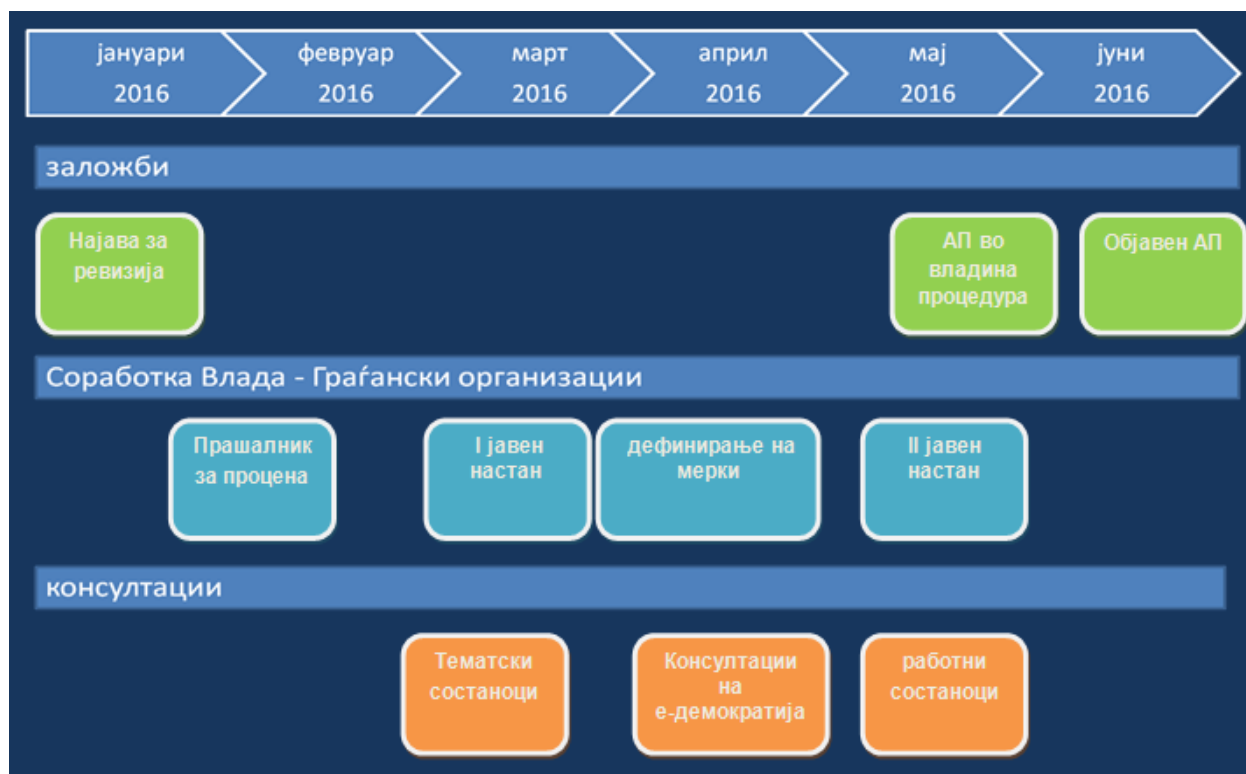 јануари февруар март април мај јуни
2016 2016 2016 2016 2016 2016
заложби
Најава за
ревизија
АП во
владина
процедура
Објавен АП
Соработка Влада - Граѓански организации
Прашалник
за процена
I јавен
настан
дефинирање на
мерки
II јавен
настан
консултации
Тематски
состаноци
Консултации
на
е-демократија
работни
состаноци